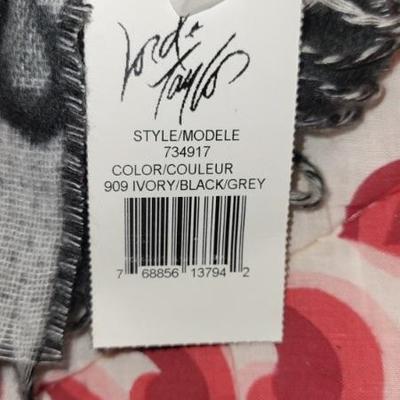 Lord &
Taylor
STYLE/MODELE
734917
COLOR/COULEUR
909 IVORY/BLACK/GREY
7 68856 13794 2